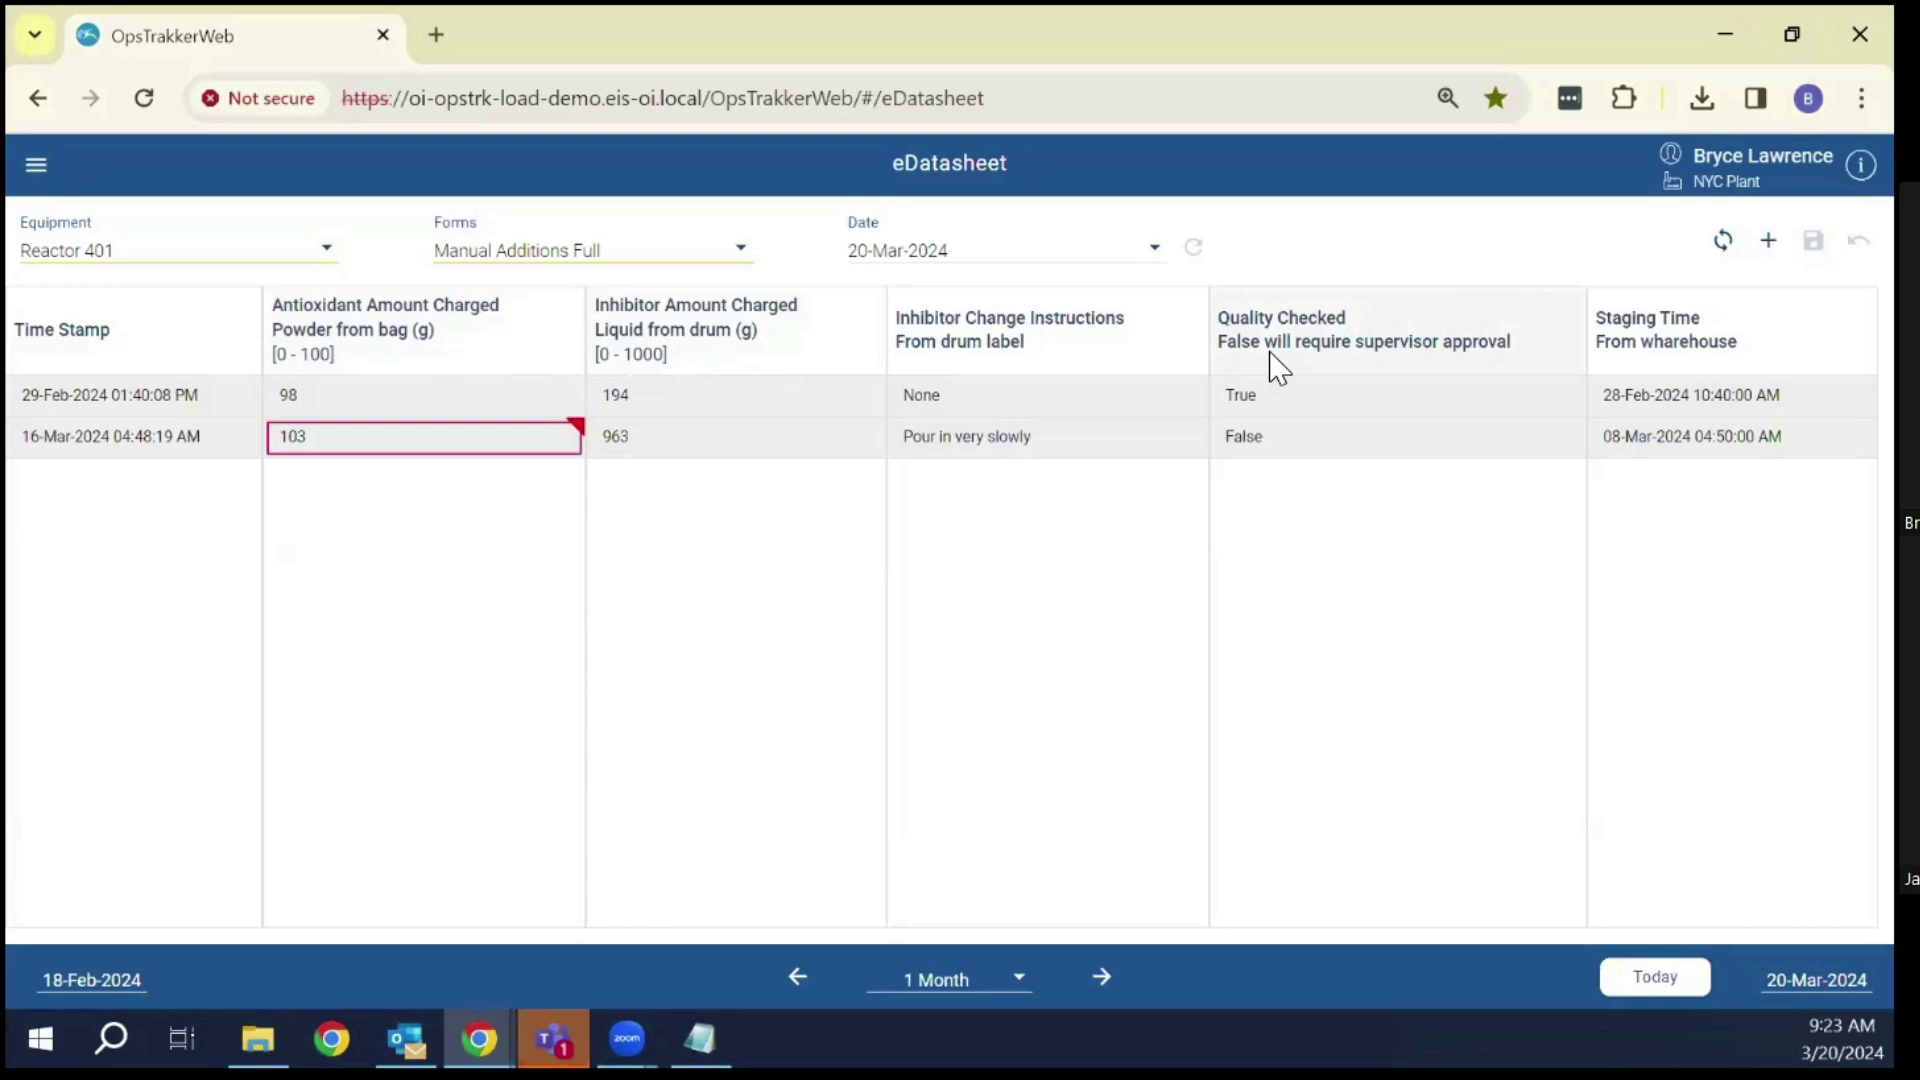 OpsTrakkerWeb
Not secure https://oi-opstrk-load-demo.eis-oi.local/OpsTrakkerWeb/#/eDatasheet
B
eDatasheet
Bryce Lawrence
NYC Plant
Equipment
Reactor 401
Forms
Manual Additions Full
Date
20-Mar-2024
Time Stamp
Antioxidant Amount Charged
Powder from bag (g)
[0 - 100]
Inhibitor Amount Charged
Liquid from drum (g)
[0 - 1000]
Inhibitor Change Instructions
From drum label
Quality Checked
False will require supervisor approval
Staging Time
From wharehouse
29-Feb-2024 01:40:08 PM 98 194 None True 28-Feb-2024 10:40:00 AM
16-Mar-2024 04:48:19 AM 103 963 Pour in very slowly False 08-Mar-2024 04:50:00 AM
Br
Ja
18-Feb-2024 1 Month Today 20-Mar-2024
T 1
zoom
9:23 AM
3/20/2024